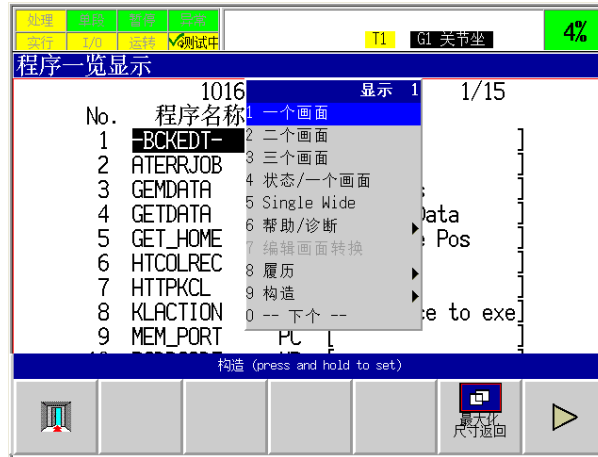 处理
暂停
异常
实行 I/O 运转 测试中 T1 G1 关节坐 4%
程序一览显示
1016 1/15
No. 程序名称
显示 1
1 一个画面
2 二个画面
3 三个画面
4 状态/一个画面
5 Single Wide
6 帮助/诊断
7 编辑画面转换
8 履历
9 构造
0 -- 下个 --
1 -BCKEDT- ]
2 ATERRJOB ]
3 GEMDATA ]
4 GETDATA Data ]
5 GET_HOME Pos ]
6 HTCOLREC ]
7 HTTPKCL ]
8 KLACTION to exe]
9 MEM_PORT PC [ ]
构造 (press and hold to set)
最大化
尺寸返回